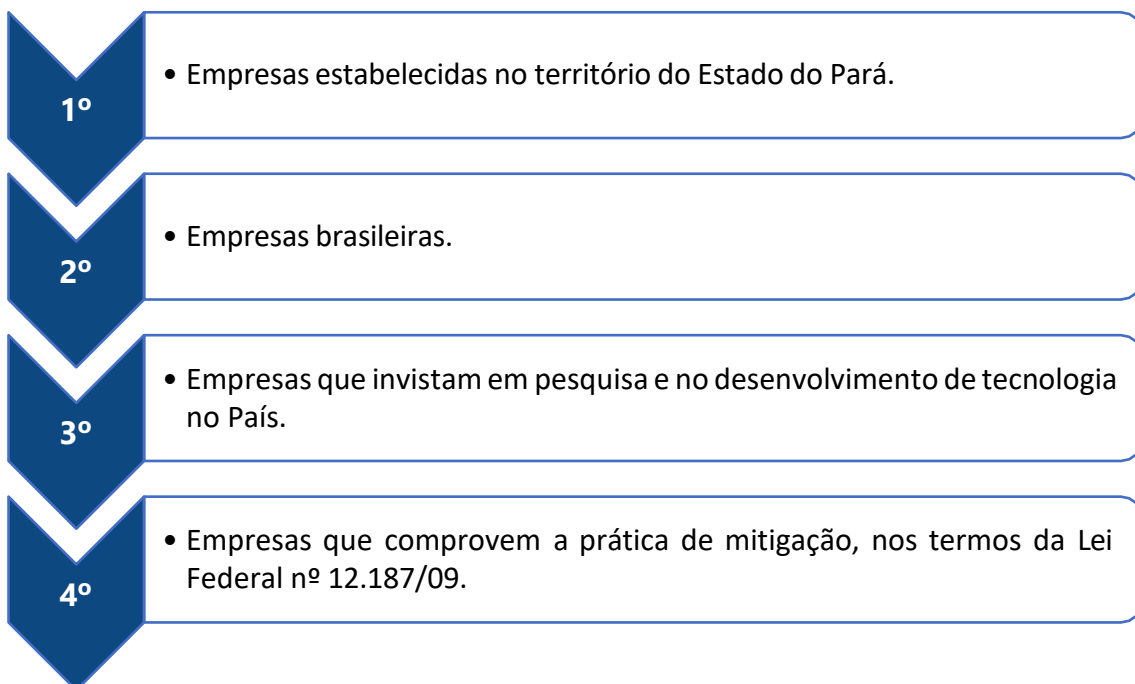 1º
• Empresas estabelecidas no território do Estado do Pará.
2º
• Empresas brasileiras.
3º
• Empresas que invistam em pesquisa e no desenvolvimento de tecnologia
no País.
4º
• Empresas que comprovem a prática de mitigação, nos termos da Lei
Federal nº 12.187/09.